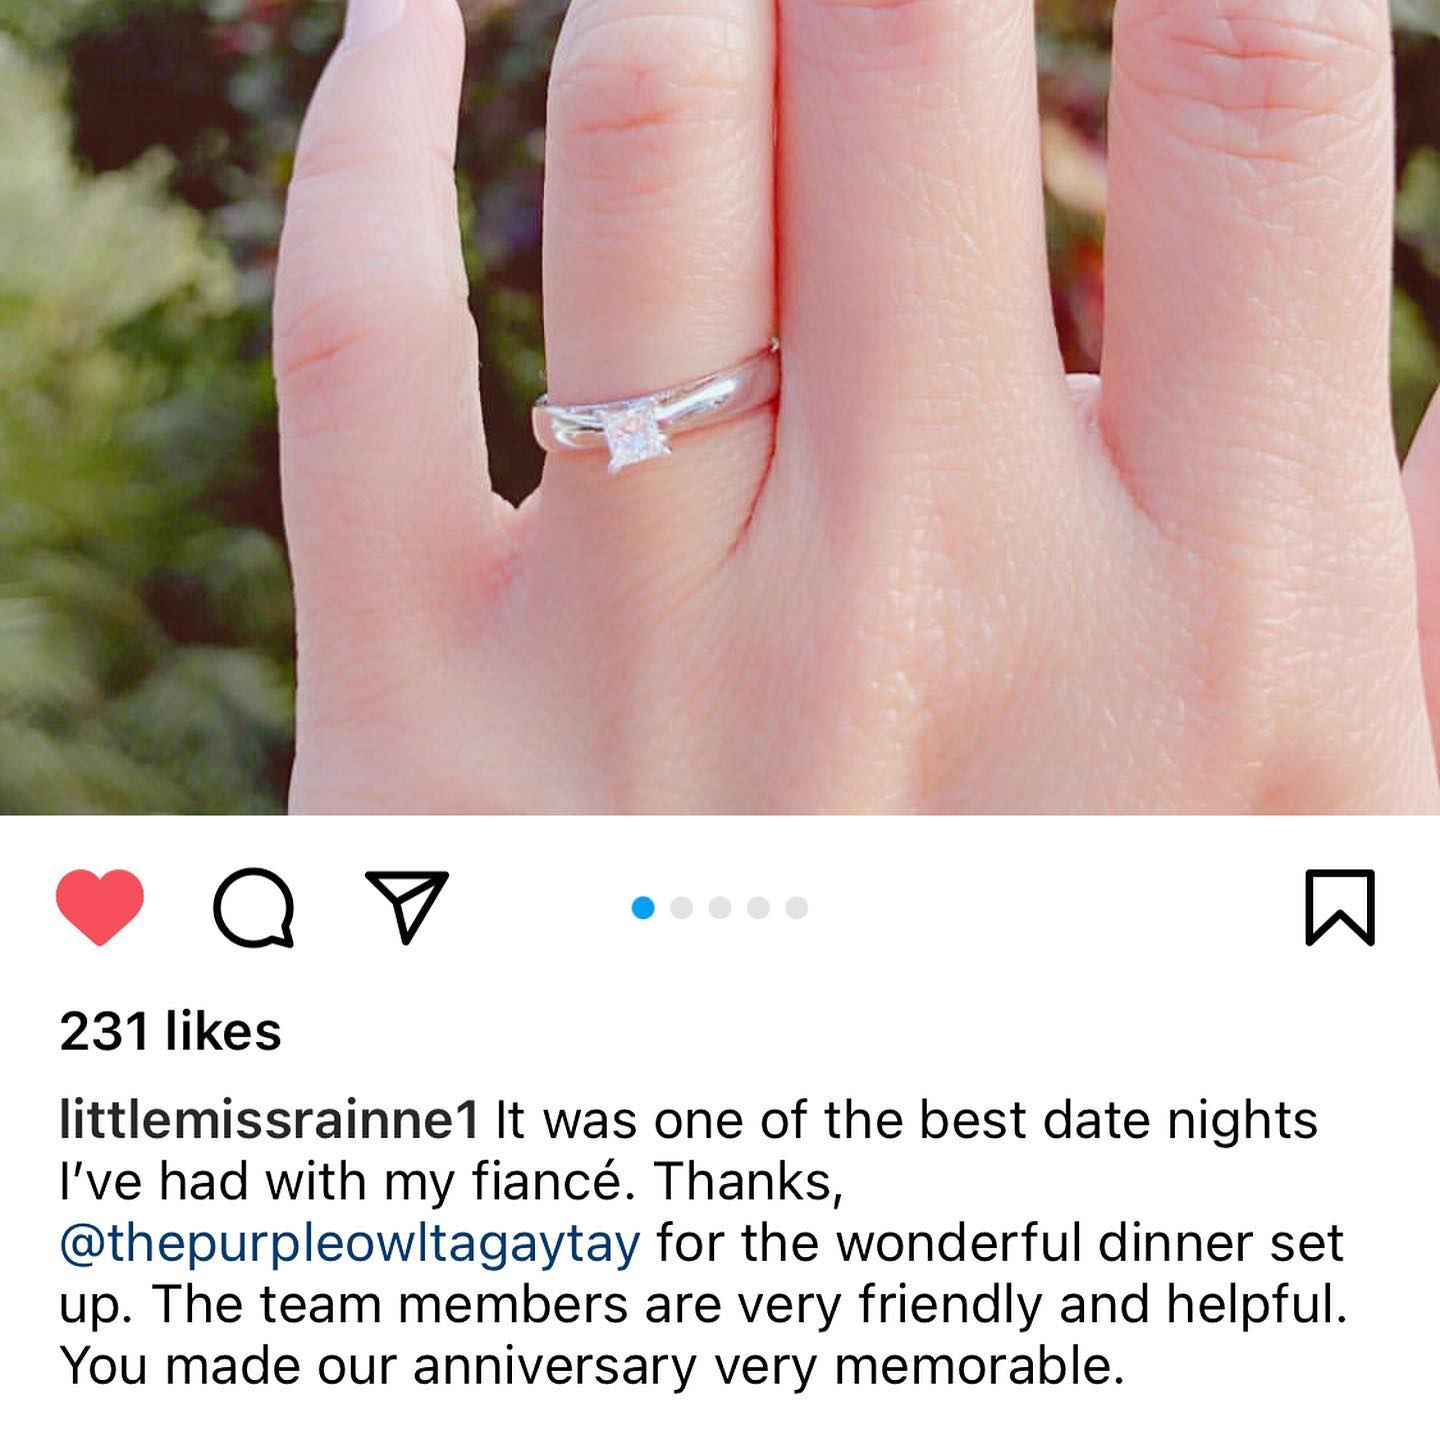 231 likes
littlemissrainne1 It was one of the best date nights
I’ve had with my fiancé. Thanks,
@thepurpleowltagaytay for the wonderful dinner set
up. The team members are very friendly and helpful.
You made our anniversary very memorable.